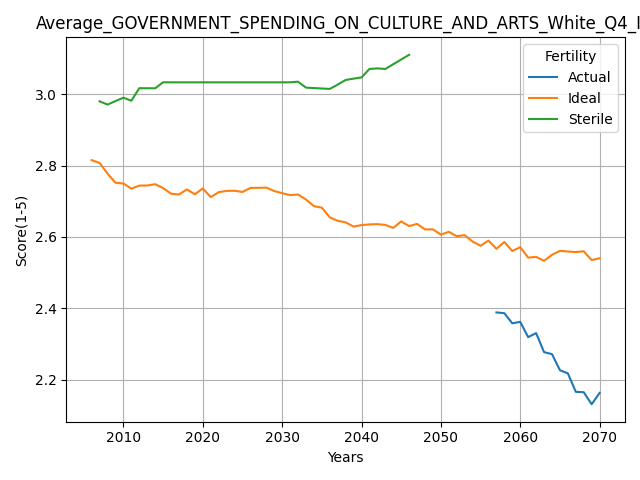 Average_GOVERNMENT_SPENDING_ON_CULTURE_AND_ARTS_White_Q4_I
Fertility
Actual
Ideal
Sterile
Score(1-5)
3.0
2.8
2.6
2.4
2.2
2010 2020 2030 2040 2050 2060 2070
Years